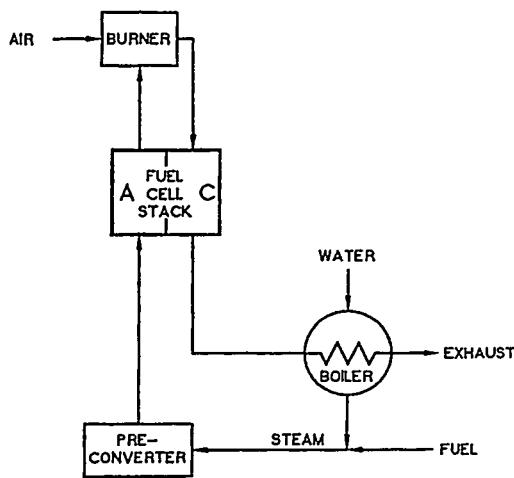 AIR
BURNER
A
FUEL
CELL
STACK
C
WATER
BOILER
EXHAUST
PRE-
CONVERTER
STEAM
FUEL